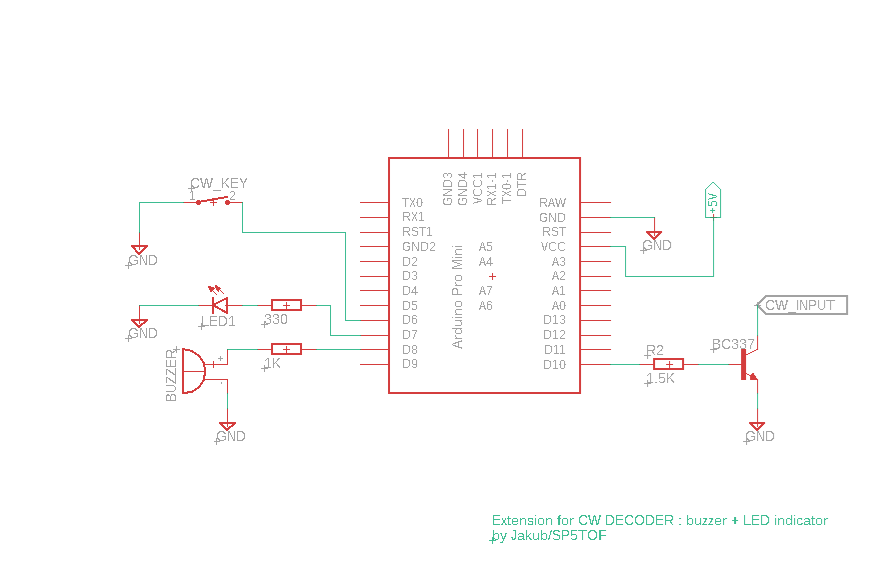 GND3
GND4
VCC1
RX1-1
TX0-1
DTR
CW_KEY
1
2
GND
LED1
330
GND
BUZZER
+
-
1K
GND
TX0
RX1
RST1
GND2
D2
D3
D4
D5
D6
D7
D8
D9
Arduino Pro Mini
A5
A4
A7
A6
RAW
GND
RST
VCC
A3
A2
A1
A0
D13
D12
D11
D10
GND
+5V
CW_INPUT
R2
1.5K
BC337
GND
Extension for CW DECODER : buzzer + LED indicator
by Jakub/SP5TOF